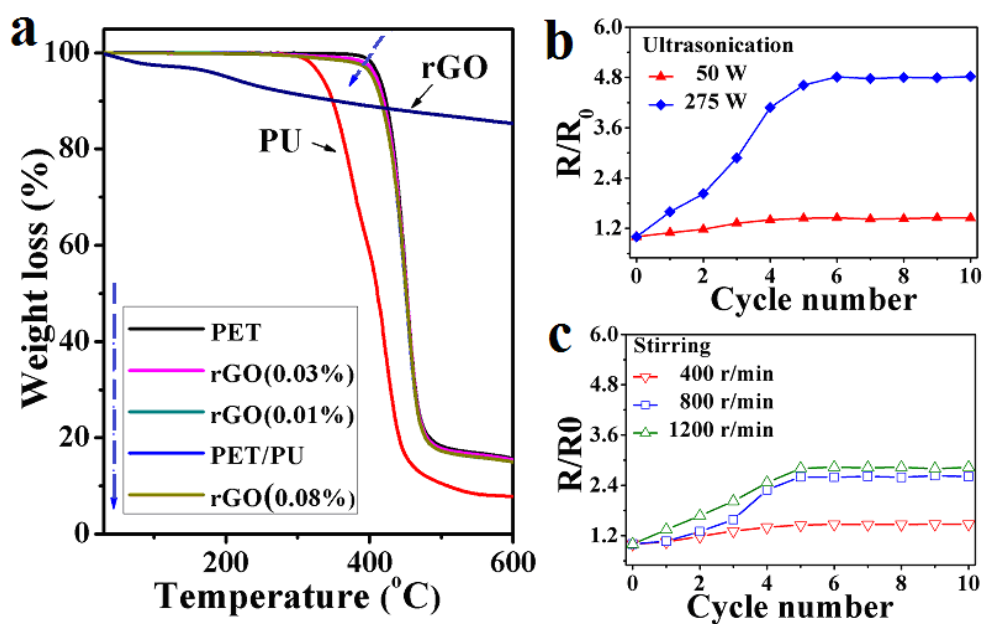 a
100
80
60
40
20
0
Weight loss (%)
0
200
400
600
Temperature (°C)
rGO
PU
PET
rGO(0.03%)
rGO(0.01%)
PET/PU
rGO(0.08%)
b
6.0
4.8
3.6
2.4
1.2
R/R0
Ultrasonication
50 W
275 W
0 2 4 6 8 10
Cycle number
c
6.0
4.8
3.6
2.4
1.2
R/R0
Stirring
400 r/min
800 r/min
1200 r/min
0 2 4 6 8 10
Cycle number